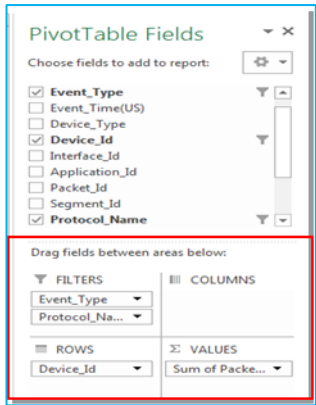 PivotTable Fields
Choose fields to add to report:
Event_Type
Event_Time(US)
Device_Type
Device_Id
Interface_Id
Application_Id
Packet_Id
Segment_Id
Protocol_Name
Drag fields between areas below:
FILTERS
COLUMNS
Event_Type
Protocol_Na...
ROWS
Σ VALUES
Device_Id
Sum of Packe...